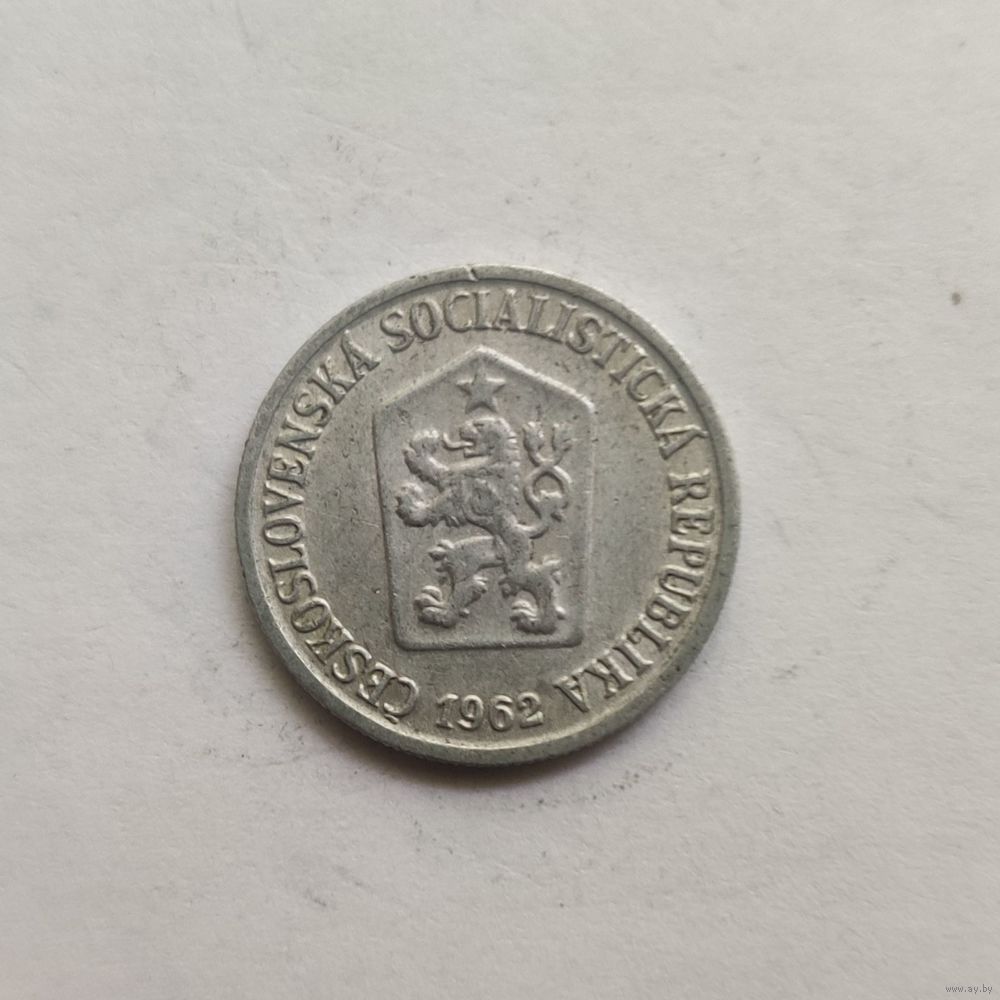 ČESKOSLOVENSKÁ SOCIALISTICKÁ REPUBLIKA
1962
www.ay.by